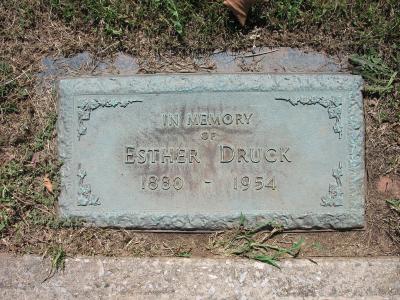 IN MEMORY
OF
ESTHER DRUCK
1880 - 1954